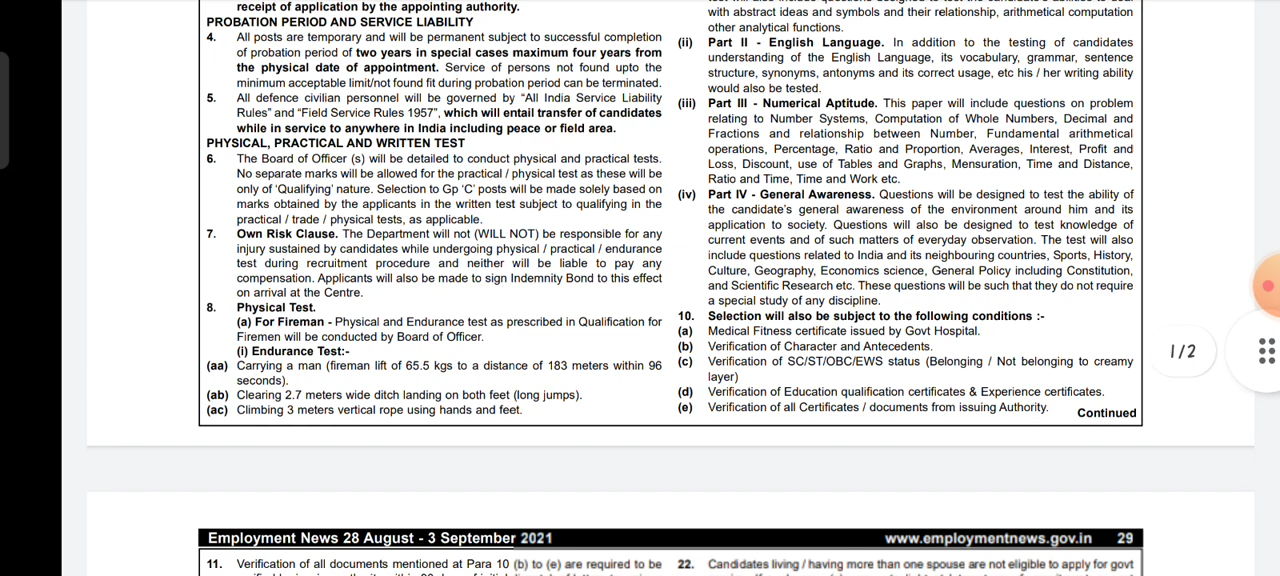 receipt of application by the appointing authority.
PROBATION PERIOD AND SERVICE LIABILITY
4. All posts are temporary and will be permanent subject to successful completion
of probation period of two years in special cases maximum four years from
the physical date of appointment. Service of persons not found upto the
minimum acceptable limit/not found fit during probation period can be terminated.
5. All defence civilian personnel will be governed by "All India Service Liability
Rules" and "Field Service Rules 1957", which will entail transfer of candidates
while in service to anywhere in India including peace or field area.
PHYSICAL, PRACTICAL AND WRITTEN TEST
6. The Board of Officer (s) will be detailed to conduct physical and practical tests.
No separate marks will be allowed for the practical / physical test as these will be
only of 'Qualifying' nature. Selection to Gp 'C' posts will be made solely based on
marks obtained by the applicants in the written test subject to qualifying in the
practical / trade / physical tests, as applicable.
7. Own Risk Clause. The Department will not (WILL NOT) be responsible for any
injury sustained by candidates while undergoing physical / practical / endurance
test during recruitment procedure and neither will be liable to pay any
compensation. Applicants will also be made to sign Indemnity Bond to this effect
on arrival at the Centre.
8. Physical Test.
(a) For Fireman - Physical and Endurance test as prescribed in Qualification for
Firemen will be conducted by Board of Officer.
(i) Endurance Test:-
(aa) Carrying a man (fireman lift of 65.5 kgs to a distance of 183 meters within 96
seconds).
(ab) Clearing 2.7 meters wide ditch landing on both feet (long jumps).
(ac) Climbing 3 meters vertical rope using hands and feet.
with abstract ideas and symbols and their relationship, arithmetical computation
other analytical functions.
(ii) Part II - English Language. In addition to the testing of candidates
understanding of the English Language, its vocabulary, grammar, sentence
structure, synonyms, antonyms and its correct usage, etc his / her writing ability
would also be tested.
(iii) Part III - Numerical Aptitude. This paper will include questions on problem
relating to Number Systems, Computation of Whole Numbers, Decimal and
Fractions and relationship between Number, Fundamental arithmetical
operations, Percentage, Ratio and Proportion, Averages, Interest, Profit and
Loss, Discount, use of Tables and Graphs, Mensuration, Time and Distance,
Ratio and Time, Time and Work etc.
(iv) Part IV - General Awareness. Questions will be designed to test the ability of
the candidate's general awareness of the environment around him and its
application to society. Questions will also be designed to test knowledge of
current events and of such matters of everyday observation. The test will also
include questions related to India and its neighbouring countries, Sports, History,
Culture, Geography, Economics science, General Policy including Constitution,
and Scientific Research etc. These questions will be such that they do not require
a special study of any discipline.
10. Selection will also be subject to the following conditions :-
(a) Medical Fitness certificate issued by Govt Hospital.
(b) Verification of Character and Antecedents.
(c) Verification of SC/ST/OBC/EWS status (Belonging / Not belonging to creamy
layer)
(d) Verification of Education qualification certificates & Experience certificates.
(e) Verification of all Certificates / documents from issuing Authority.
Continued
1/2
Employment News 28 August - 3 September 2021 www.employmentnews.gov.in 29
11. Verification of all documents mentioned at Para 10 (b) to (e) are required to be
22. Candidates living / having more than one spouse are not eligible to apply for govt